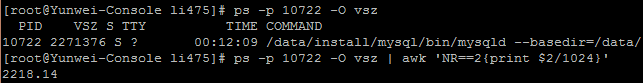 [root@Yunwei-Console li475]# ps -p 10722 -O vsz
PID VSZ S TTY TIME COMMAND
10722 2271376 S ? 00:12:09 /data/install/mysql/bin/mysqld --basedir=/data/
[root@Yunwei-Console li475]# ps -p 10722 -O vsz | awk 'NR==2{print $2/1024}'
2218.14